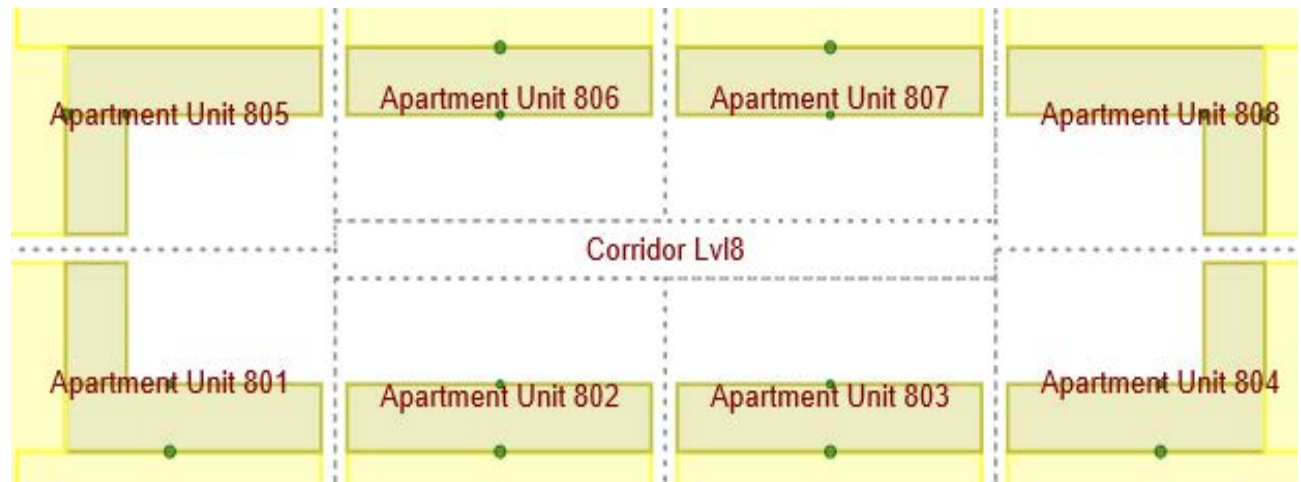 Apartment Unit 805
Apartment Unit 806
Apartment Unit 807
Apartment Unit 808
Corridor Lvl8
Apartment Unit 801
Apartment Unit 802
Apartment Unit 803
Apartment Unit 804